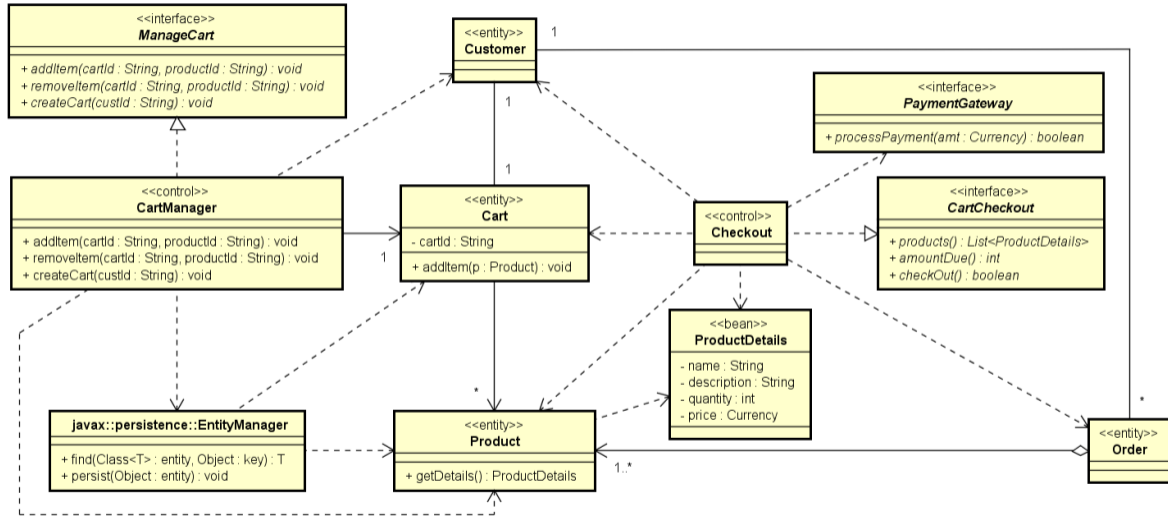 <<interface>>
ManageCart
+ addItem(cartId : String, productId : String) : void
+ removeItem(cartId : String, productId : String) : void
+ createCart(custId : String) : void
<<entity>>
Customer
1
1
<<interface>>
PaymentGateway
+ processPayment(amt : Currency) : boolean
<<control>>
CartManager
+ addItem(cartId : String, productId : String) : void
+ removeItem(cartId : String, productId : String) : void
+ createCart(custId : String) : void
1
1
<<entity>>
Cart
- cartId : String
+ addItem(p : Product) : void
<<control>>
Checkout
<<interface>>
CartCheckout
+ products() : List<ProductDetails>
+ amountDue() : int
+ checkOut() : boolean
<<bean>>
ProductDetails
- name : String
- description : String
- quantity : int
- price : Currency
*
*
javax::persistence::EntityManager
+ find(Class<T> : entity, Object : key) : T
+ persist(Object : entity) : void
<<entity>>
Product
+ getDetails() : ProductDetails
1..*
<<entity>>
Order